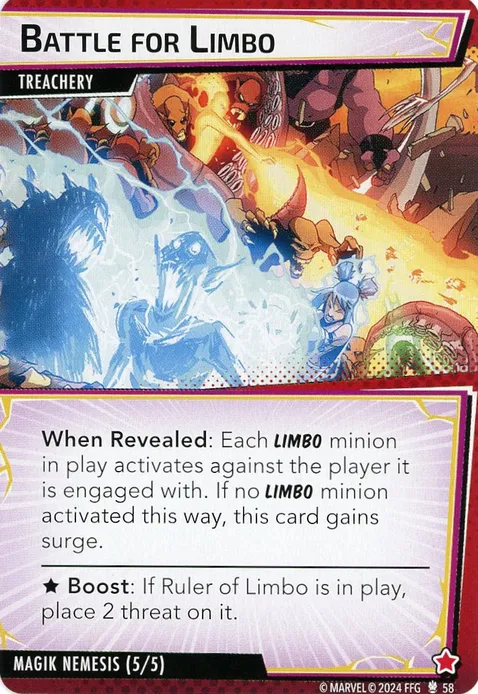 Battle for Limbo
TREACHERY
When Revealed: Each LIMBO minion
in play activates against the player it
is engaged with. If no LIMBO minion
activated this way, this card gains
surge.
★ Boost: If Ruler of Limbo is in play,
place 2 threat on it.
MAGIK NEMESIS (5/5)
© MARVEL © 2024 FFG 58